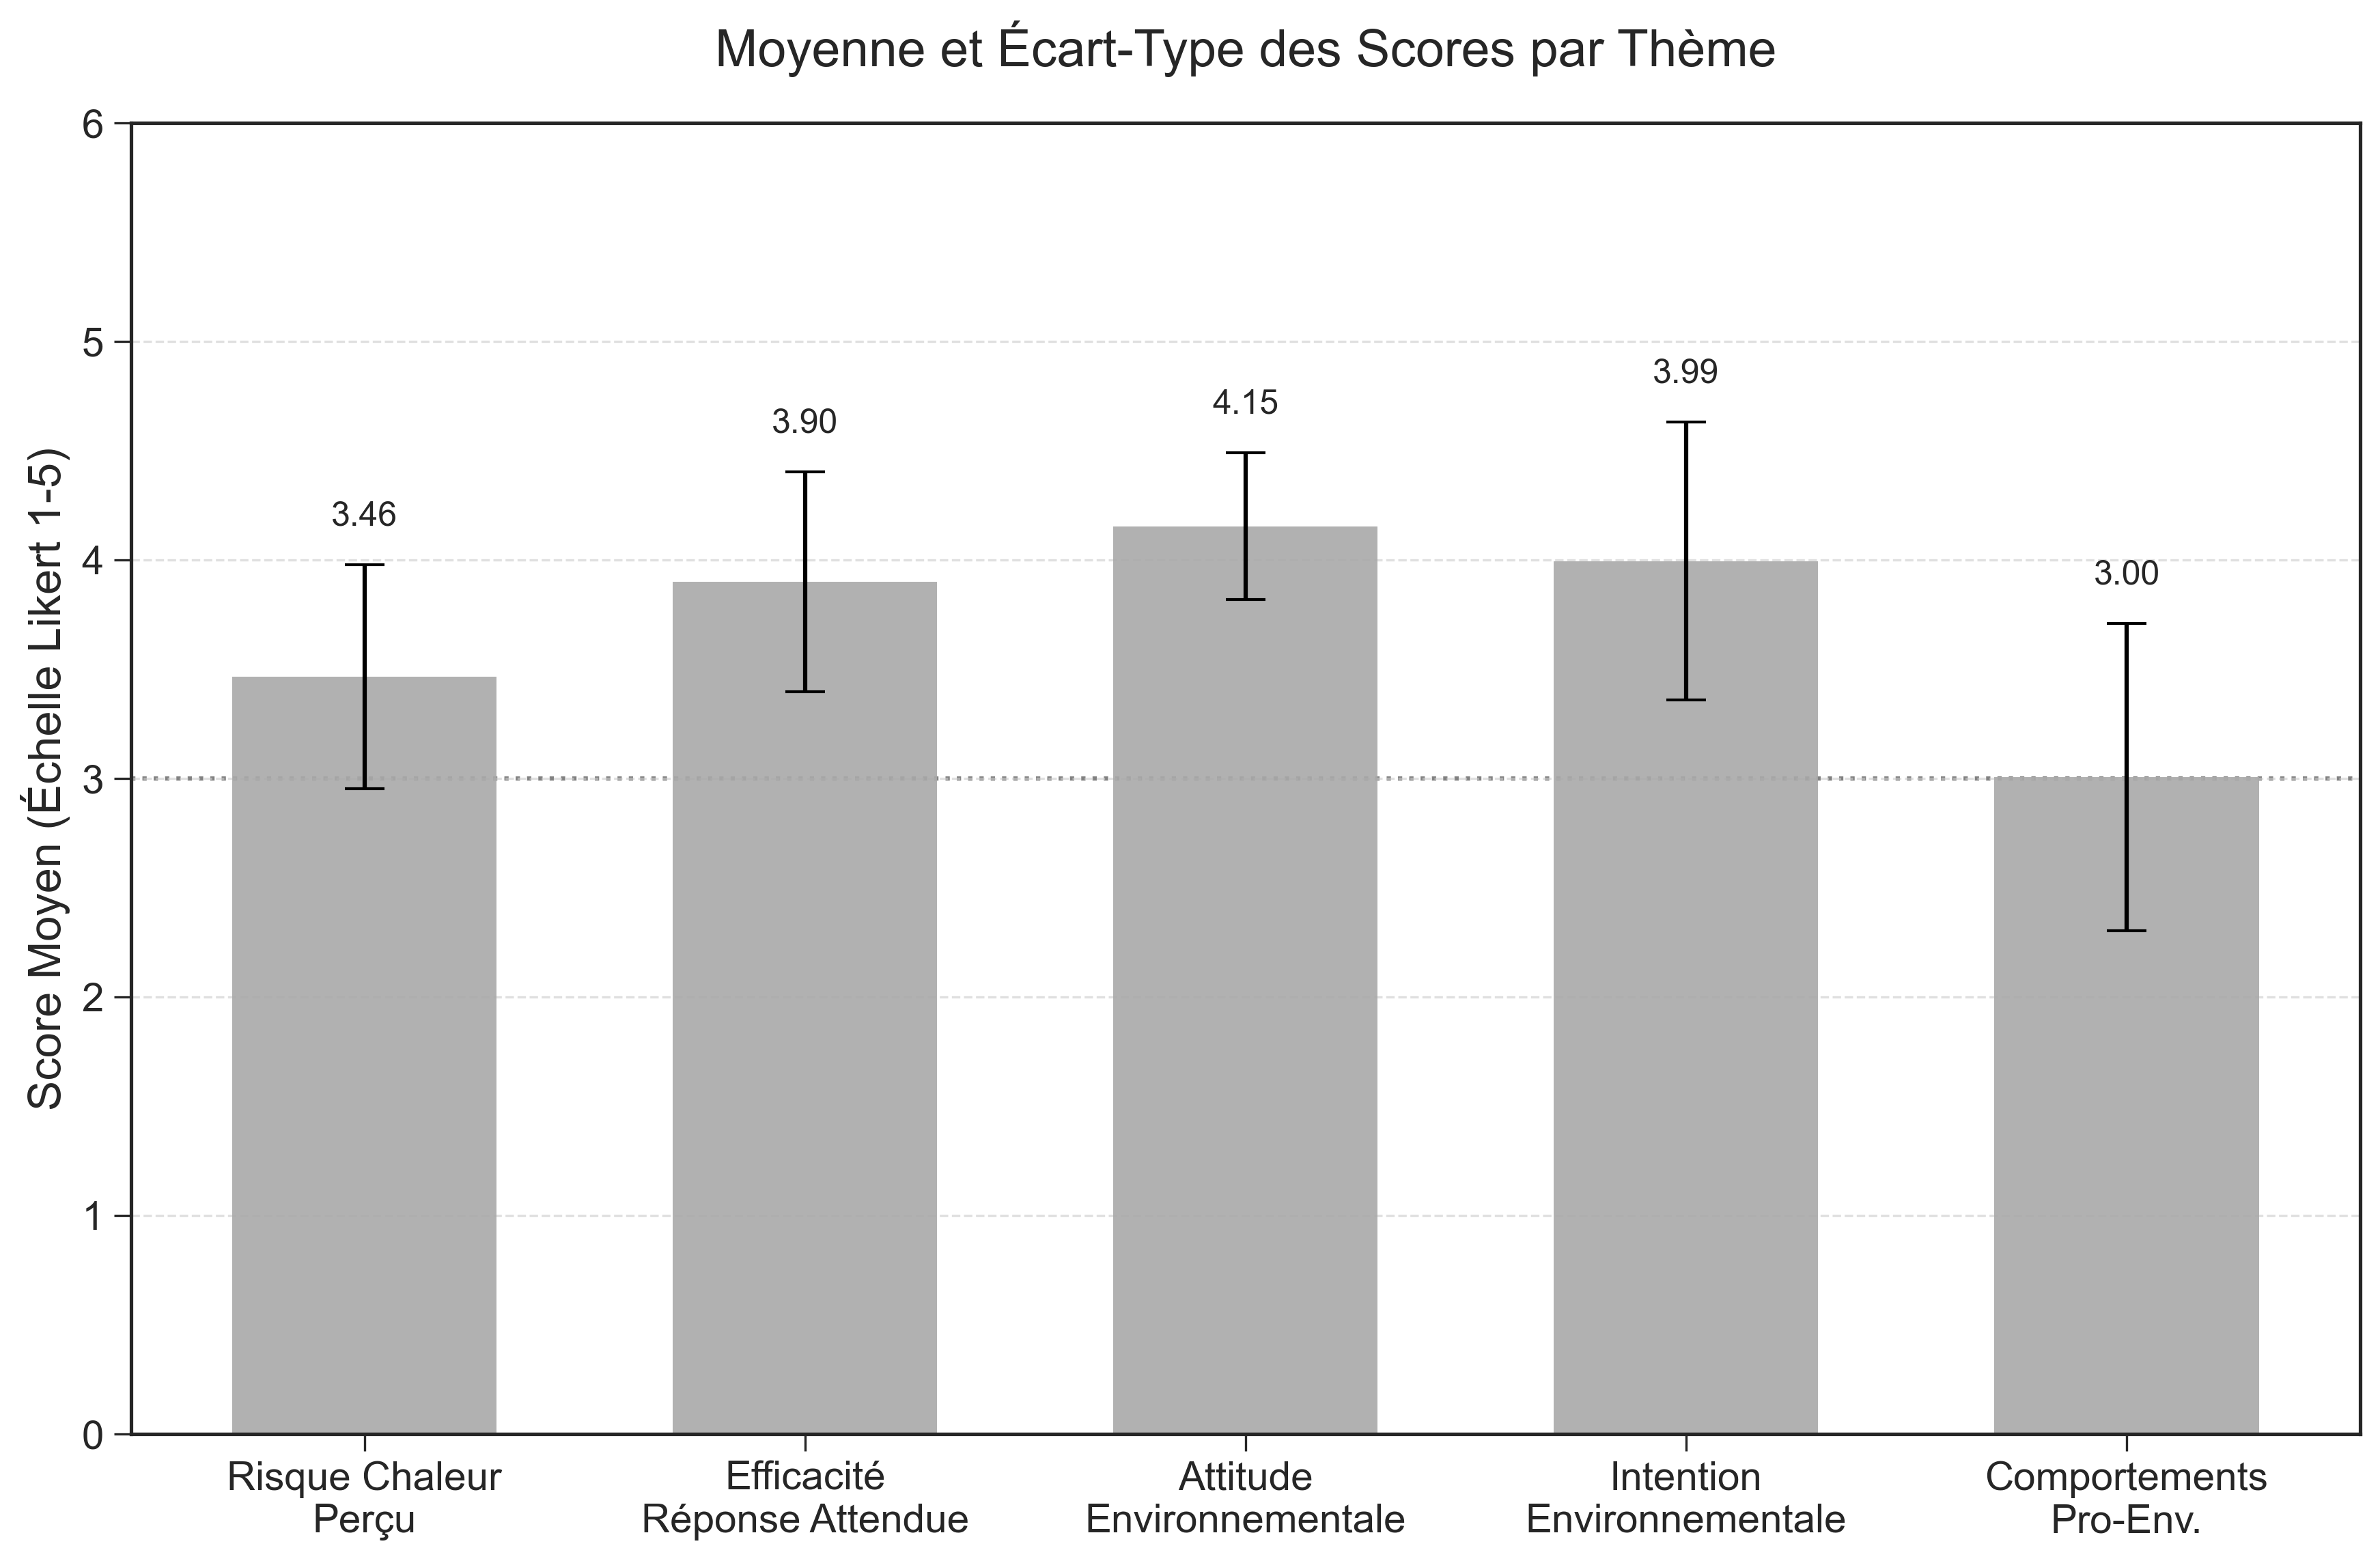 Moyenne et Écart-Type des Scores par Thème
Score Moyen (Échelle Likert 1-5)
6
5
4
3
2
1
0
3.46
3.90
4.15
3.99
3.00
Risque Chaleur
Perçu
Efficacité
Réponse Attendue
Attitude
Environnementale
Intention
Environnementale
Comportements
Pro-Env.